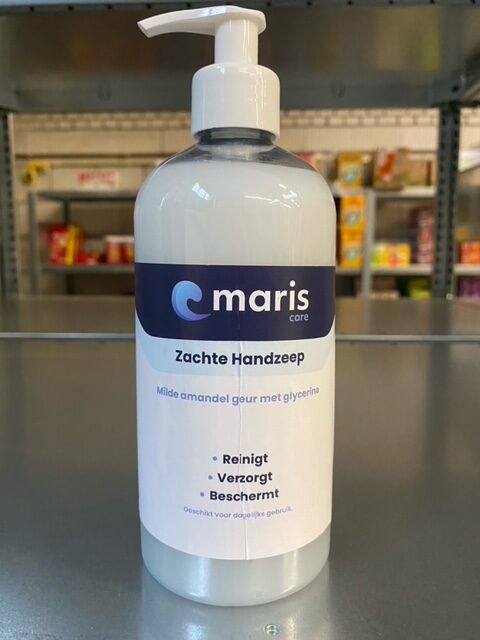 maris
care
Zachte Handzeep
Milde amandel geur met glycerine
• Reinigt
• Verzorgt
• Beschermt
Geschikt voor dagelijks gebruik.